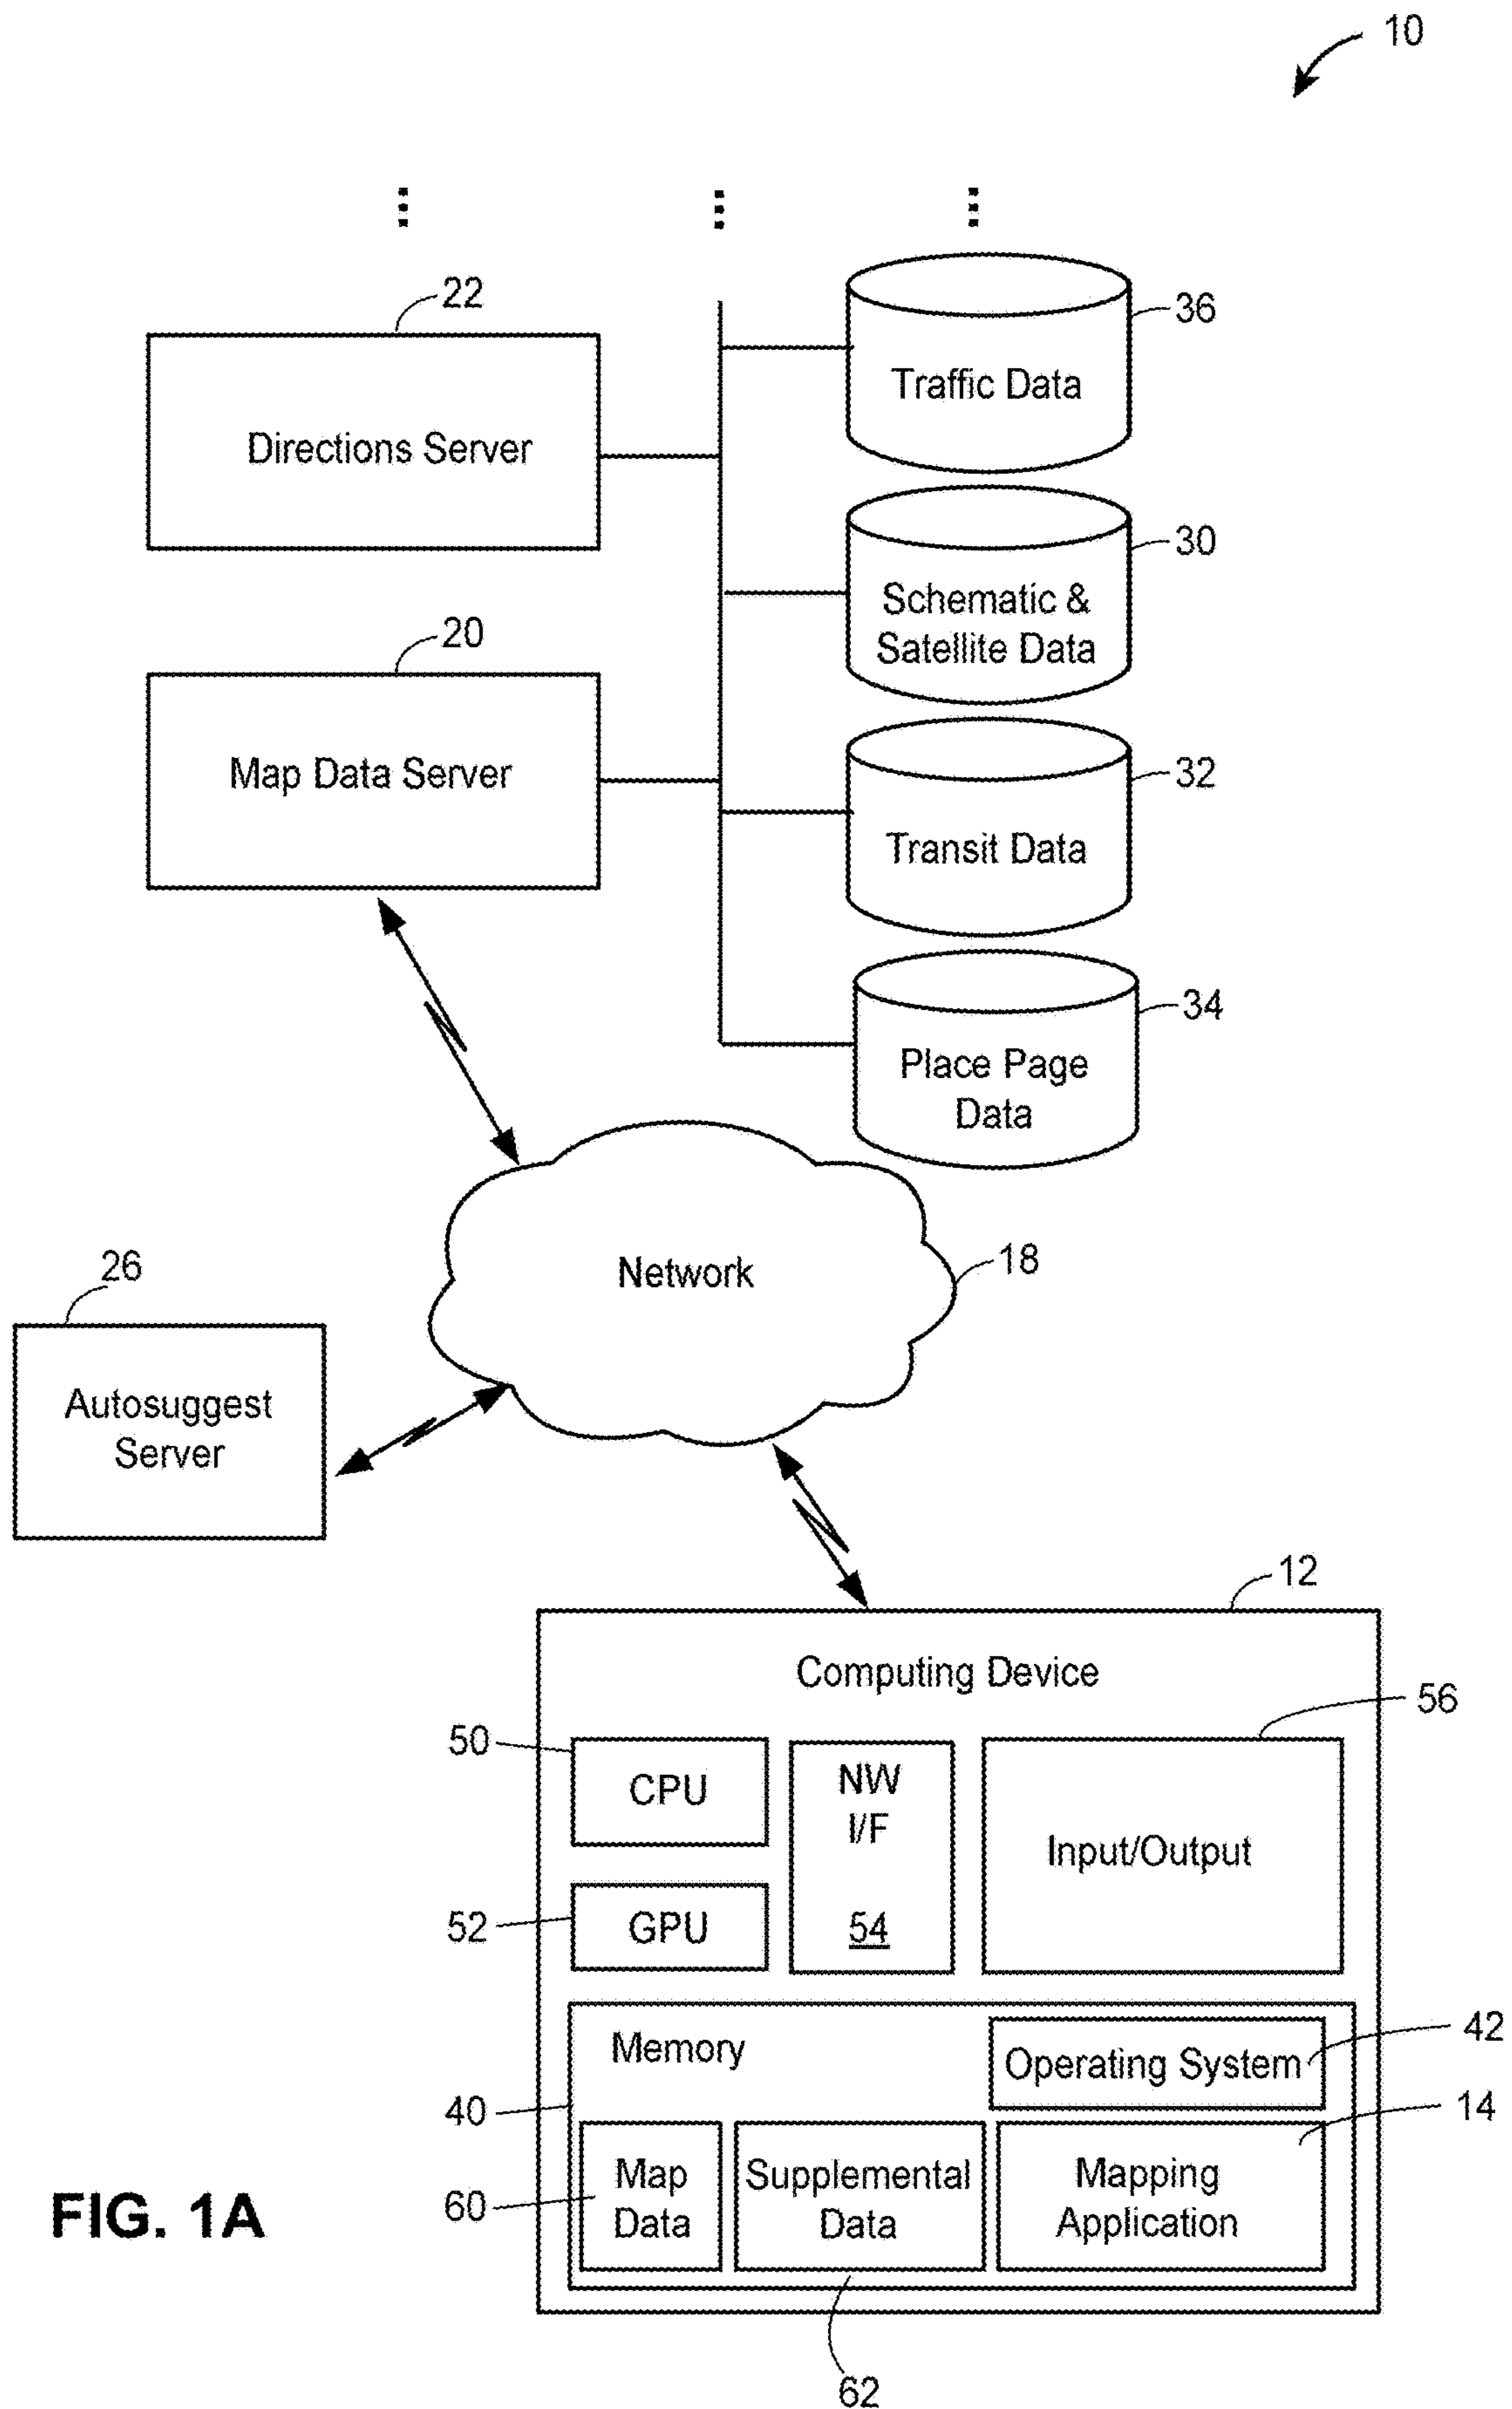 10
22
Directions Server
36
Traffic Data
30
Schematic &
Satellite Data
20
Map Data Server
32
Transit Data
34
Place Page
Data
Network
18
26
Autosuggest
Server
12
Computing Device
56
50
CPU
NW
I/F
54
Input/Output
52
GPU
Memory
Operating System
42
40
14
Map
Data
60
Supplemental
Data
Mapping
Application
62
FIG. 1A